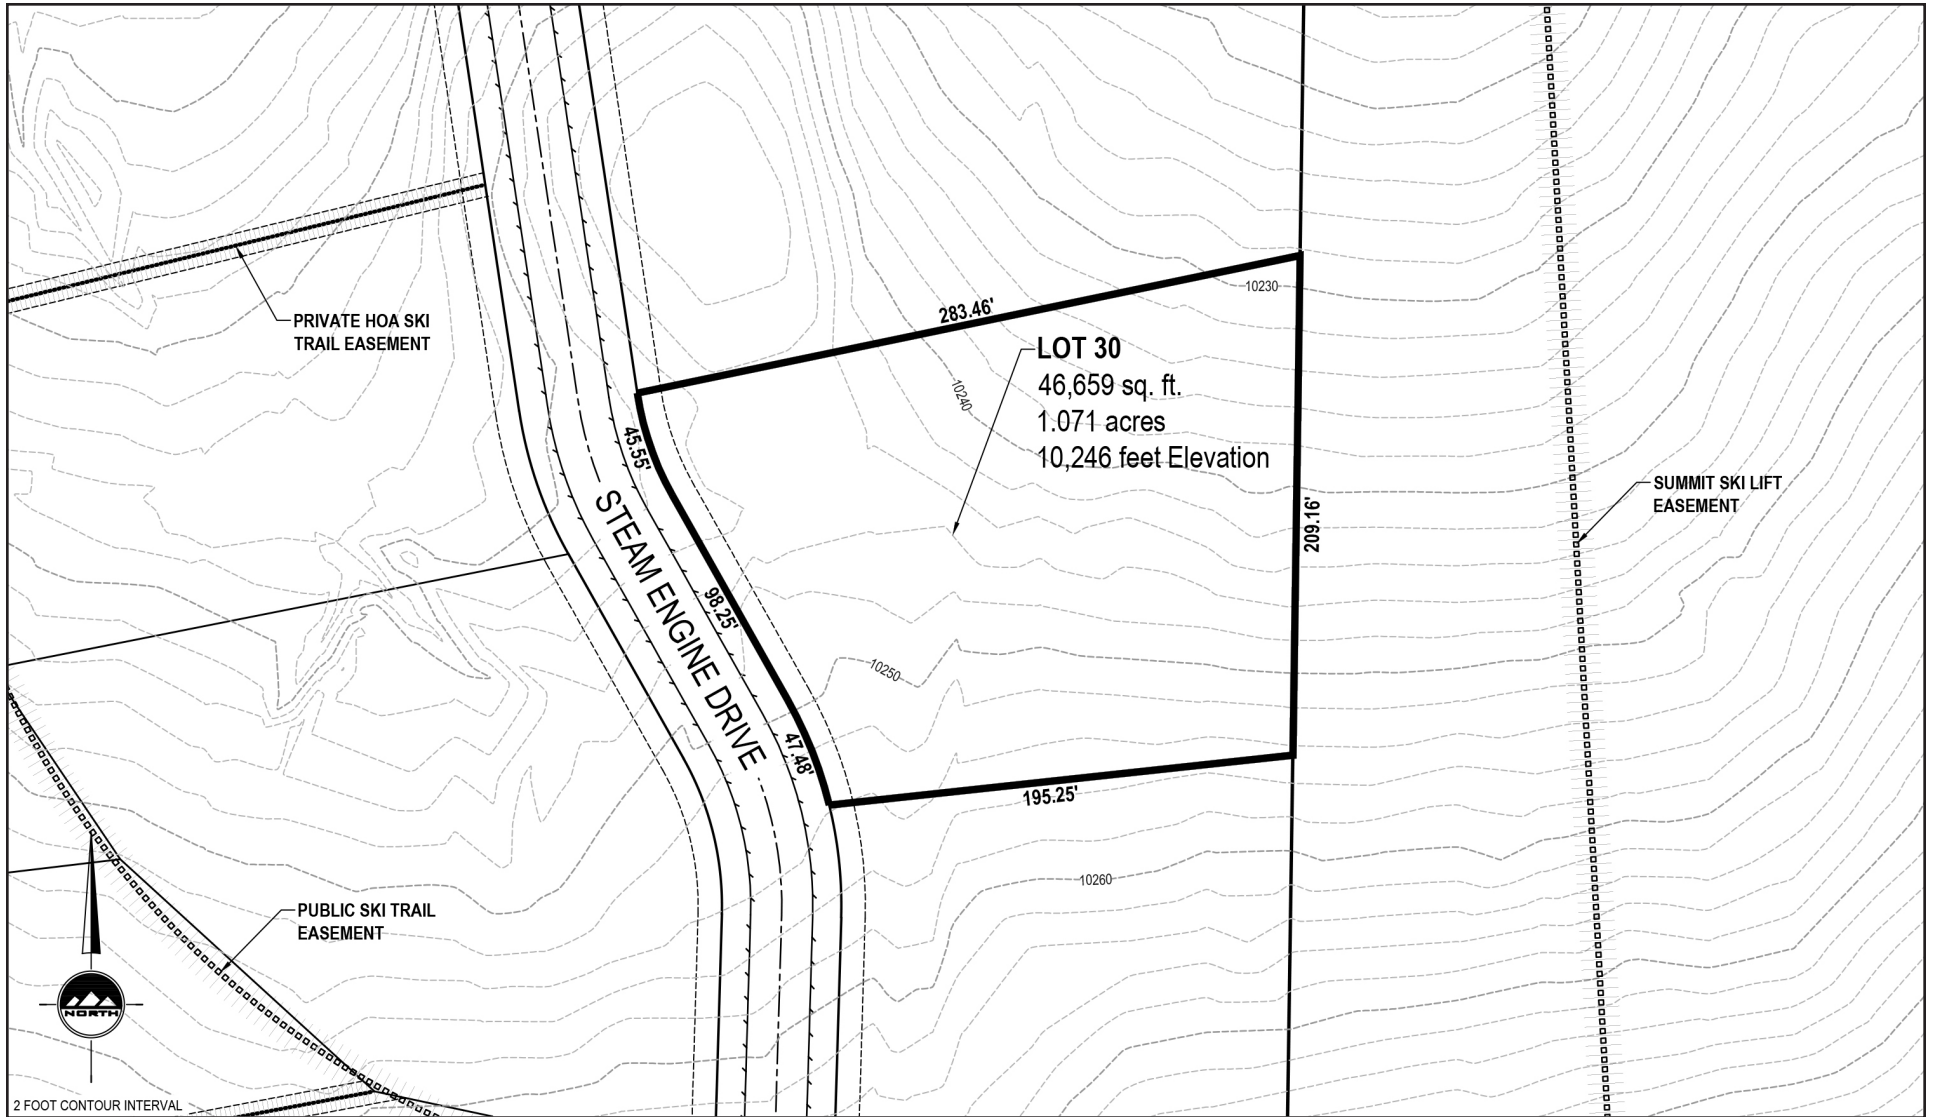 10230
283.46'
PRIVATE HOA SKI
TRAIL EASEMENT
LOT 30
46,659 sq. ft.
1.071 acres
10,246 feet Elevation
10240
45.55'
SUMMIT SKI LIFT
EASEMENT
209.16'
STEAM ENGINE DRIVE
98.25'
10250
47.48'
195.25'
10260
PUBLIC SKI TRAIL
EASEMENT
NORTH
2 FOOT CONTOUR INTERVAL